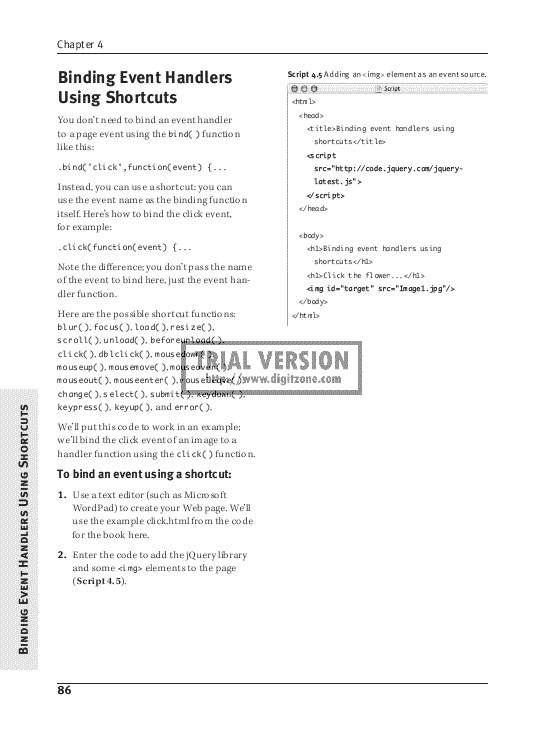 Chapter 4
Binding Event Handlers
Using Shortcuts
You don't need to bind an event handler
to a page event using the bind() function
like this:
.bind('click',function(event) {...
Instead, you can use a shortcut: you can
use the event name as the binding function
itself. Here's how to bind the click event,
for example:
.click(function(event) {...
Note the difference; you don't pass the name
of the event to bind here, just the event han-
dler function.
Here are the possible shortcut functions:
blur(), focus(), load(), resize(),
scroll(), unload(), beforeunload(),
click(), dblclick(), mousedown(),
mouseup(), mousemove(), mouseover(),
mouseout(), mouseenter(), mouseleave(),
change(), select(), submit(), keydown(),
keypress(), keyup(), and error().
We'll put this code to work in an example;
we'll bind the click event of an image to a
handler function using the click() function.
To bind an event using a shortcut:
1. Use a text editor (such as Microsoft
WordPad) to create your Web page. We'll
use the example click.html from the code
for the book here.
2. Enter the code to add the jQuery library
and some <img> elements to the page
(Script 4.5).
Script 4.5 Adding an <img> element as an event source.
Script
<html>
<head>
<title>Binding event handlers using
shortcuts</title>
<script
src="http://code.jquery.com/jquery-
latest.js">
</script>
</head>
<body>
<h1>Binding event handlers using
shortcuts</h1>
<h1>Click the flower...</h1>
<img id="target" src="Image1.jpg"/>
</body>
</html>
TRIAL VERSION
http://www.digitzone.com
Binding Event Handlers Using Shortcuts
86